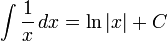 ∫ 1/x dx = ln |x| + C